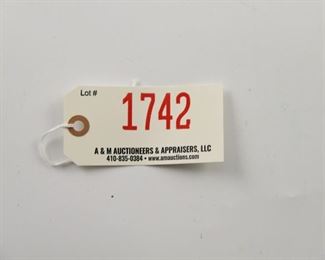 Lot #
1742
A & M AUCTIONEERS & APPRAISERS, LLC
410-835-0384 • www.amauctions.com